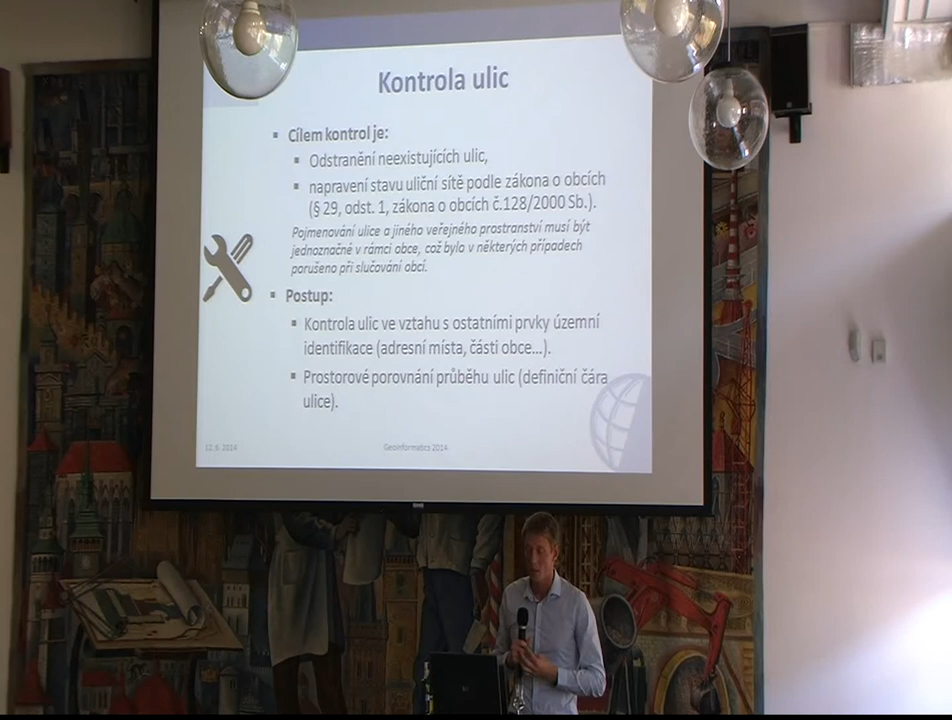 Kontrola ulic
Cílem kontrol je:
Odstranění neexistujících ulic,
napravení stavu uliční sítě podle zákona o obcích
(§ 29, odst. 1, zákona o obcích č.128/2000 Sb.).
Pojmenování ulice a jiného veřejného prostranství musí být
jednoznačné v rámci obce, což bylo v některých případech
porušeno při slučování obcí.
Postup:
Kontrola ulic ve vztahu s ostatními prvky územní
identifikace (adresní místa, části obce...).
Prostorové porovnání průběhu ulic (definiční čára
ulice).
12. 6. 2014
Geoinformatics 2014